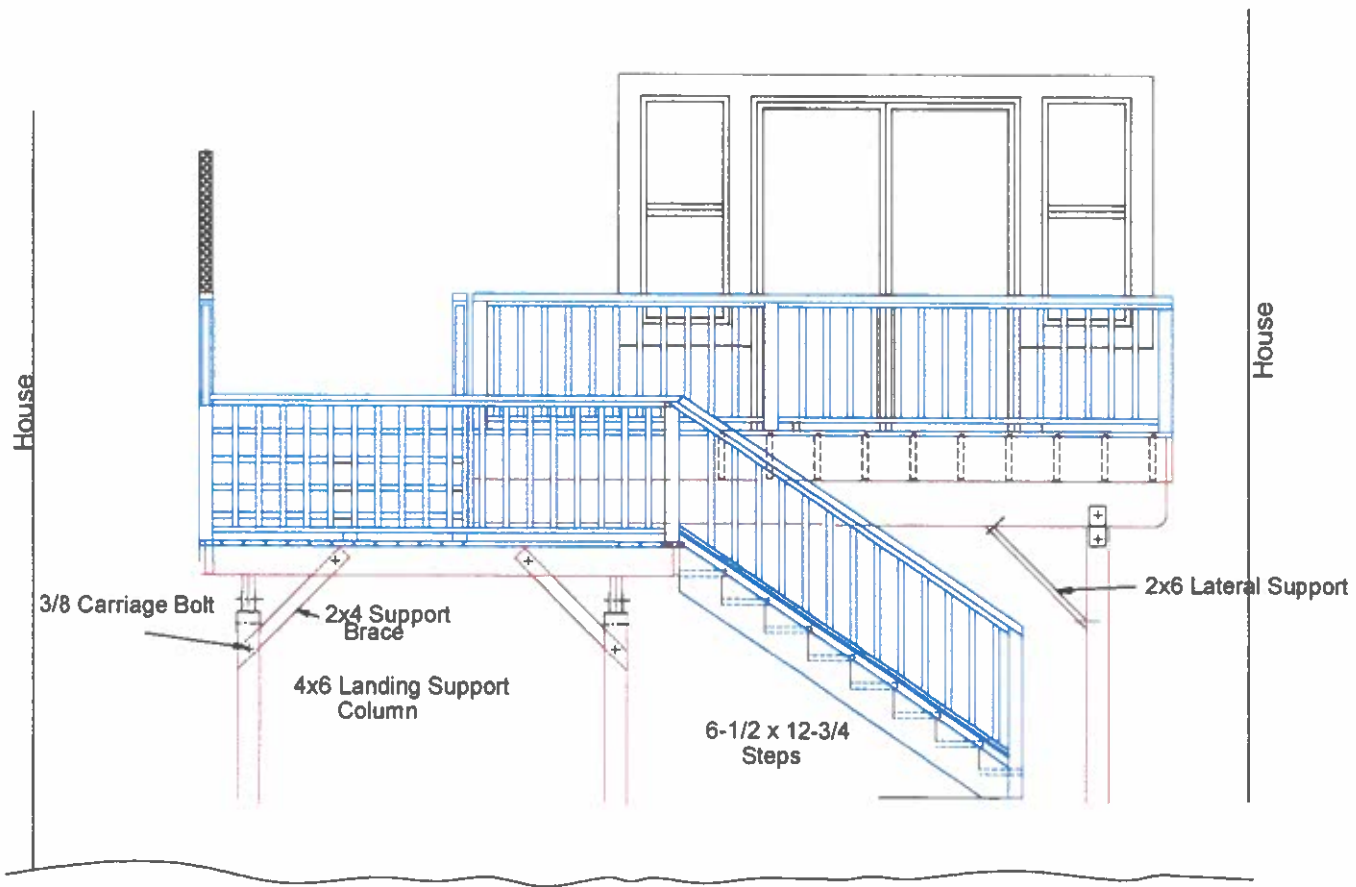 House
House
3/8 Carriage Bolt
2x4 Support
Brace
2x6 Lateral Support
4x6 Landing Support
Column
6-1/2 x 12-3/4
Steps